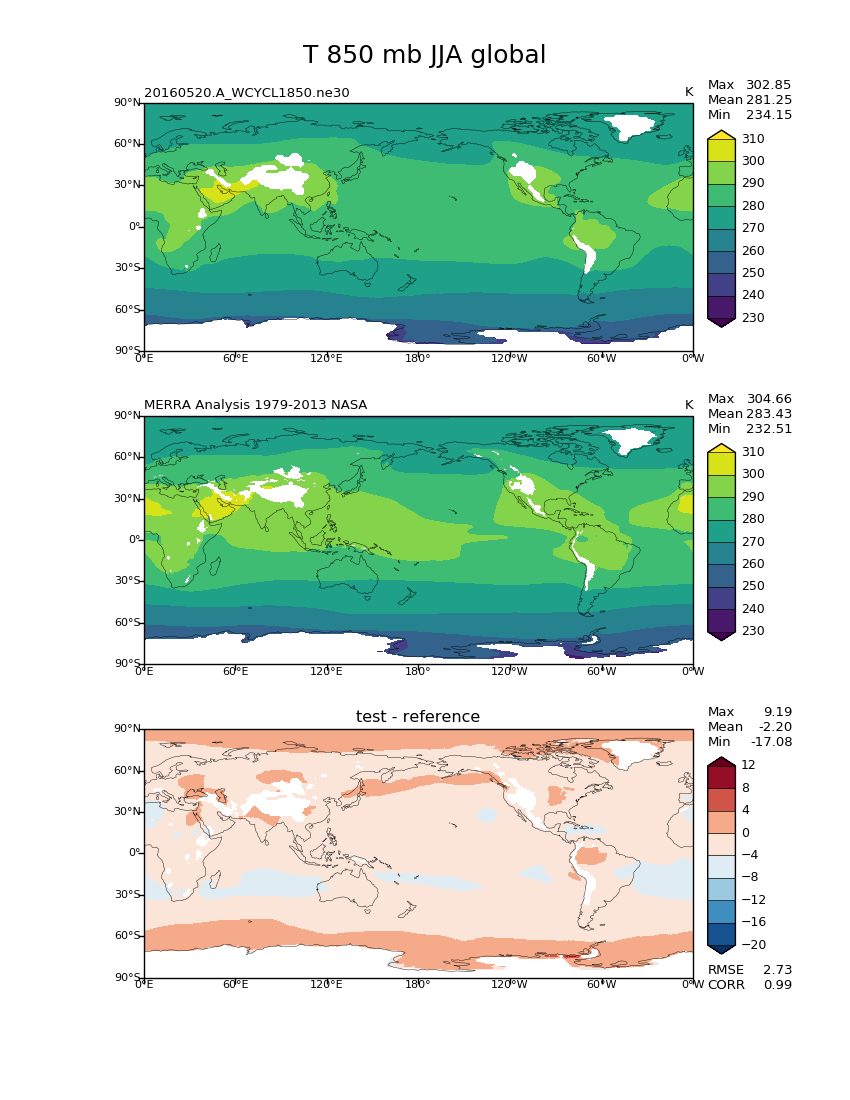 T 850 mb JJA global
20160520.A_WCYCL1850.ne30 K
Max 302.85
Mean 281.25
Min 234.15
90°N
60°N
30°N
0°
30°S
60°S
90°S
0°E 60°E 120°E 180° 120°W 60°W 0°W
310
300
290
280
270
260
250
240
230
MERRA Analysis 1979-2013 NASA K
Max 304.66
Mean 283.43
Min 232.51
90°N
60°N
30°N
0°
30°S
60°S
90°S
0°E 60°E 120°E 180° 120°W 60°W 0°W
310
300
290
280
270
260
250
240
230
test - reference
Max 9.19
Mean -2.20
Min -17.08
90°N
60°N
30°N
0°
30°S
60°S
90°S
0°E 60°E 120°E 180° 120°W 60°W 0°W
12
8
4
0
−4
−8
−12
−16
−20
RMSE 2.73
CORR 0.99